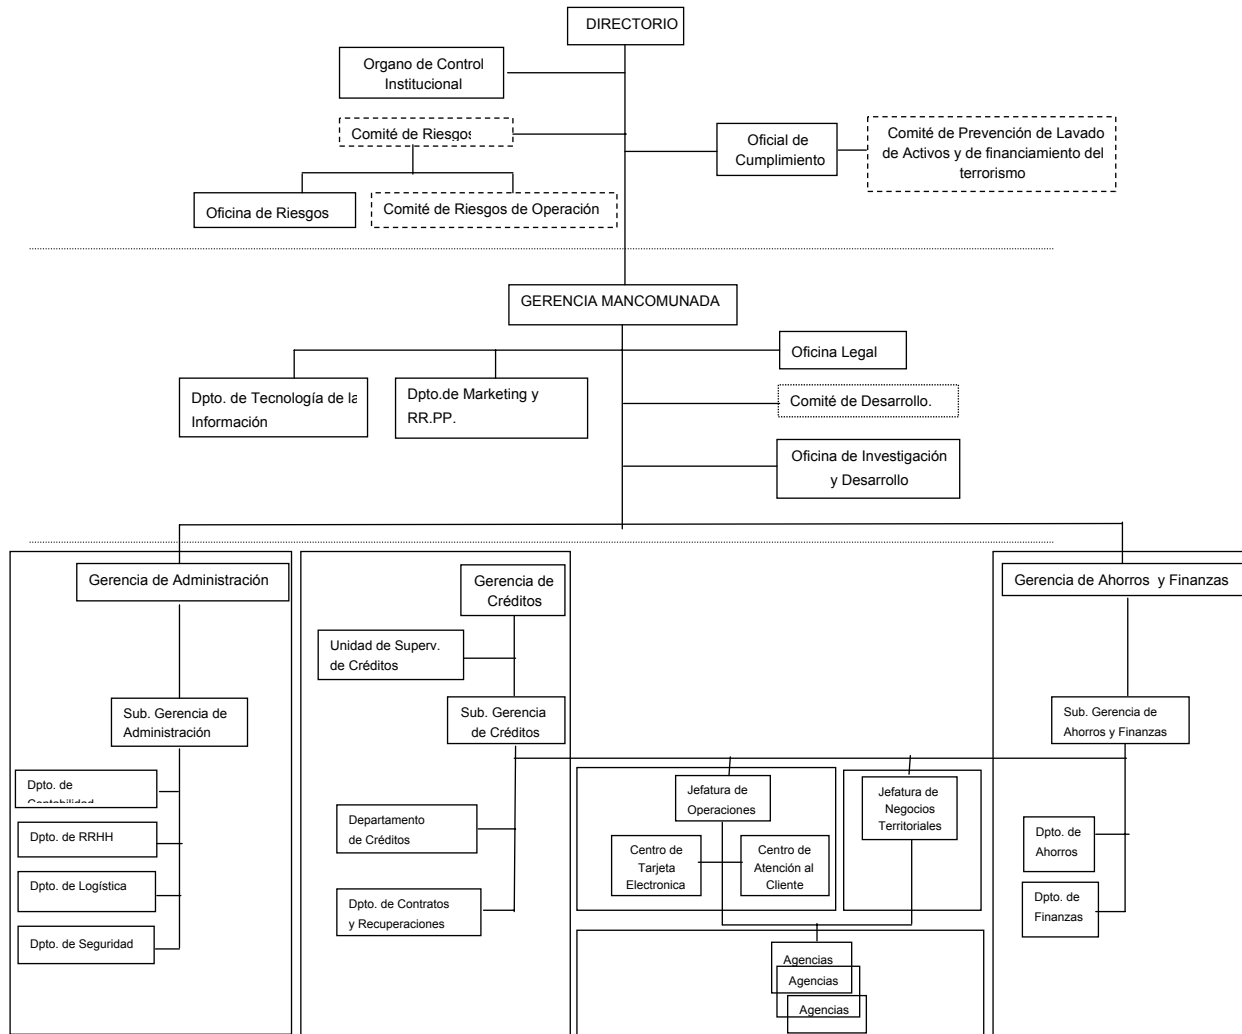 DIRECTORIO
Organo de Control
Institucional
Comité de Riesgos
Oficial de
Cumplimiento
Comité de Prevención de Lavado
de Activos y de financiamiento del
terrorismo
Oficina de Riesgos
Comité de Riesgos de Operación
GERENCIA MANCOMUNADA
Oficina Legal
Dpto. de Tecnología de la
Información
Dpto.de Marketing y
RR.PP.
Comité de Desarrollo.
Oficina de Investigación
y Desarrollo
Gerencia de Administración
Gerencia de
Créditos
Gerencia de Ahorros y Finanzas
Unidad de Superv.
de Créditos
Sub. Gerencia de
Administración
Sub. Gerencia
de Créditos
Sub. Gerencia de
Ahorros y Finanzas
Dpto. de
Contabilidad
Dpto. de RRHH
Dpto. de Logística
Dpto. de Seguridad
Departamento
de Créditos
Dpto. de Contratos
y Recuperaciones
Jefatura de
Operaciones
Centro de
Tarjeta
Electronica
Centro de
Atención al
Cliente
Jefatura de
Negocios
Territoriales
Dpto. de
Ahorros
Dpto. de
Finanzas
Agencias
Agencias
Agencias